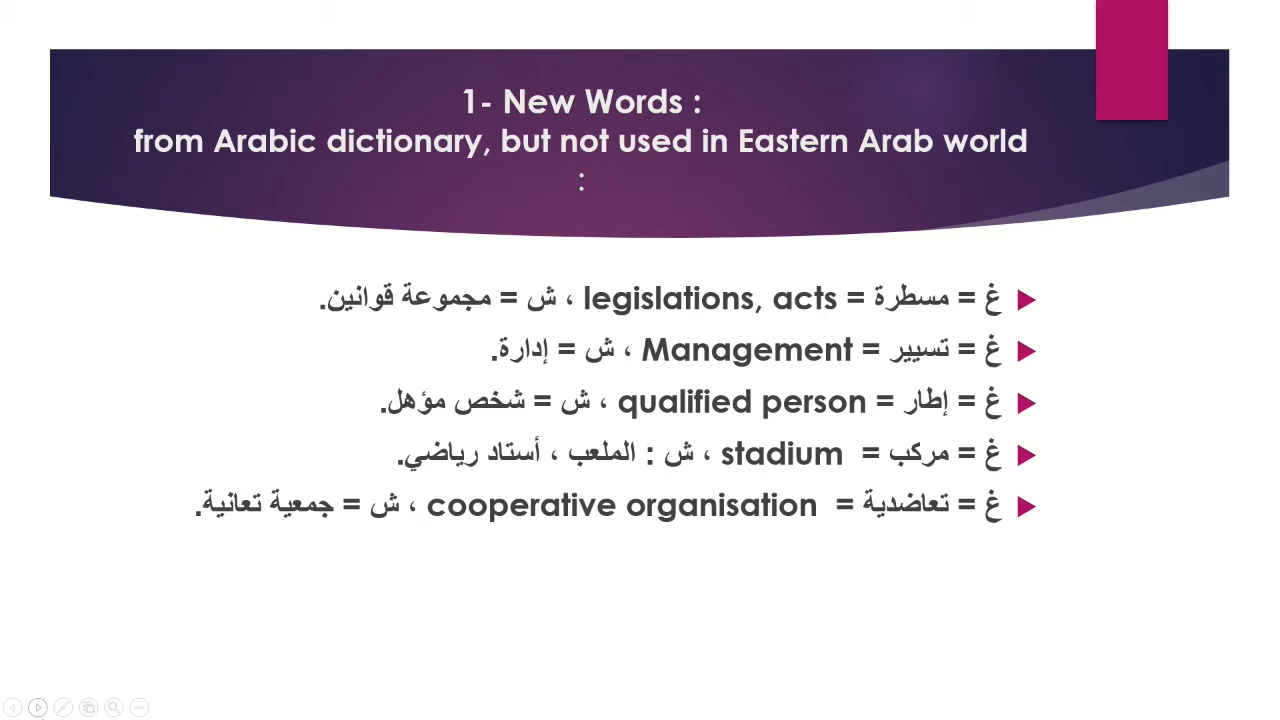 1- New Words :
from Arabic dictionary, but not used in Eastern Arab world
:
غ = مسطرة = legislations, acts ، ش = مجموعة قوانين.
غ = تسيير = Management ، ش = إدارة.
غ = إطار = qualified person ، ش = شخص مؤهل.
غ = مركب = stadium ، ش : الملعب ، أستاد رياضي.
غ = تعاضدية = cooperative organisation ، ش = جمعية تعانية.